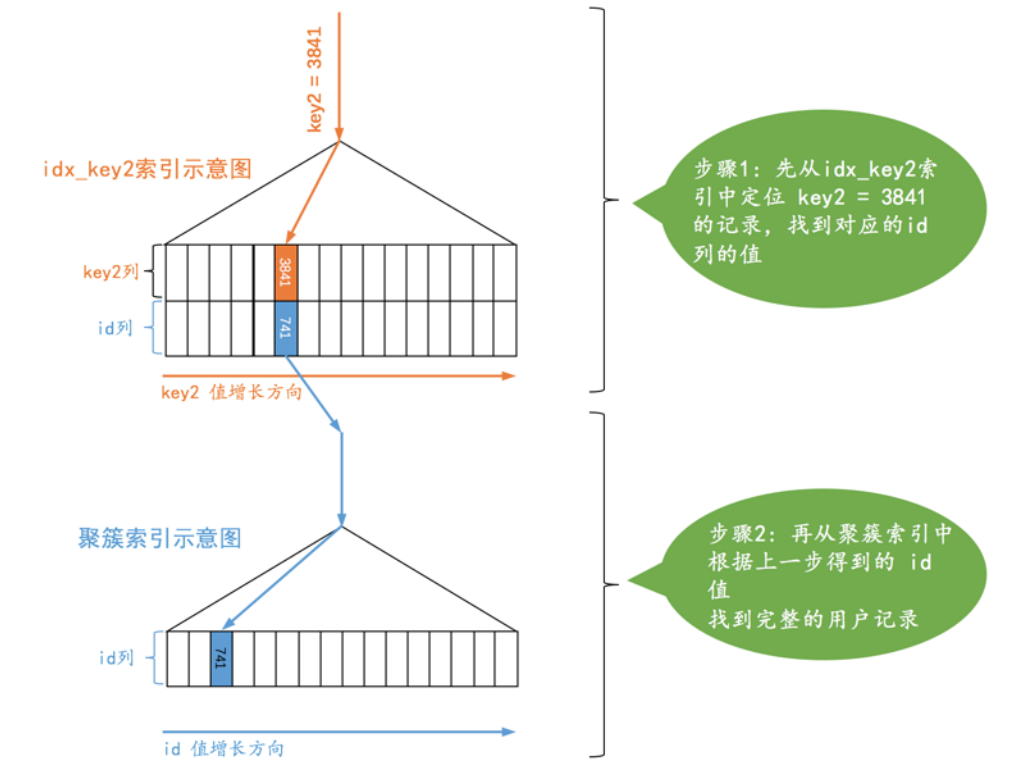 key2 = 3841
idx_key2索引示意图
key2列
3841
id列
741
key2 值增长方向
步骤1：先从idx_key2索
引中定位 key2 = 3841
的记录，找到对应的id
列的值
聚簇索引示意图
id列
741
id 值增长方向
步骤2：再从聚簇索引中
根据上一步得到的 id
值
找到完整的用户记录